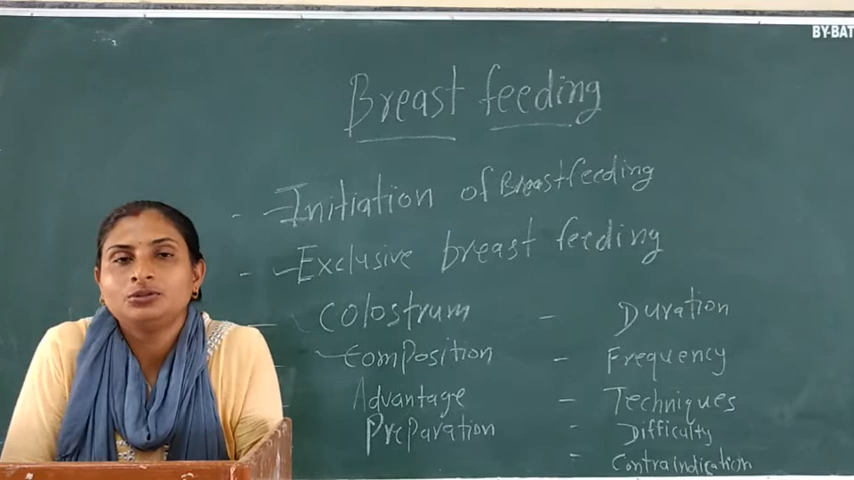 BY-BAT
Breast feeding
- Initiation of Breastfeeding
- Exclusive breast feeding
Colostrum - Duration
Composition - Frequency
Advantage - Techniques
Preparation - Difficulty
- Contraindication